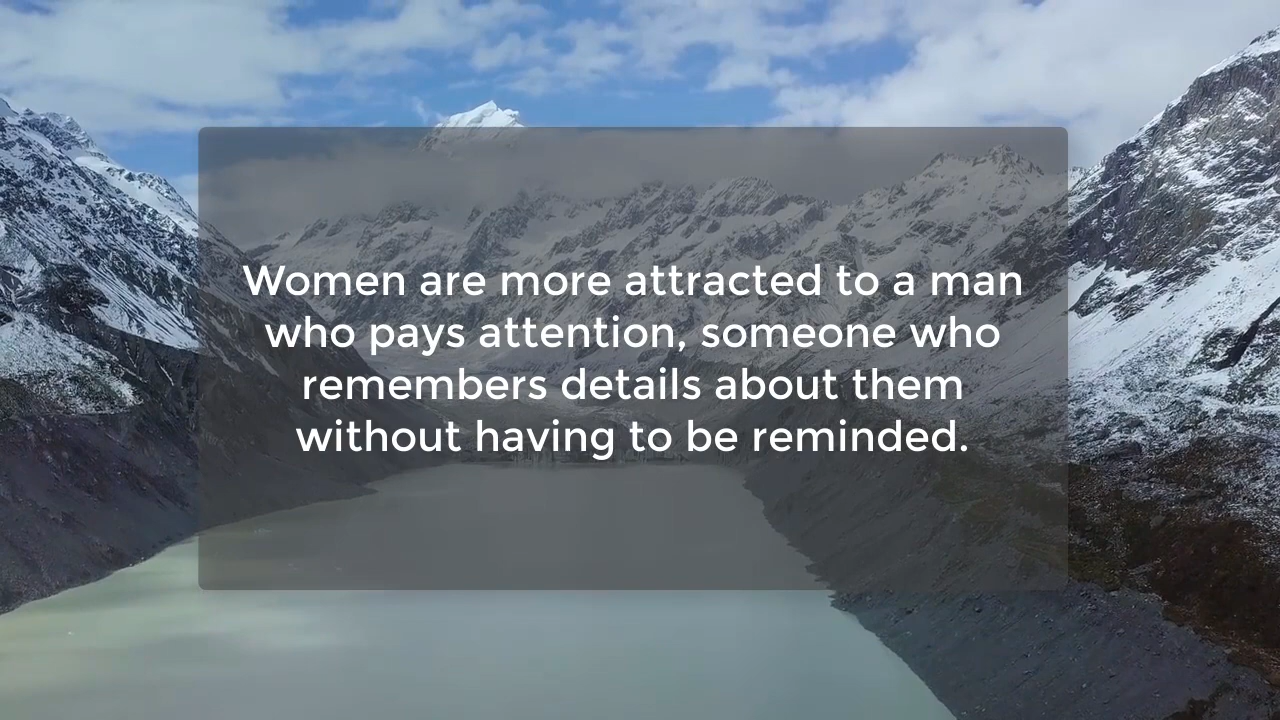 Women are more attracted to a man
who pays attention, someone who
remembers details about them
without having to be reminded.